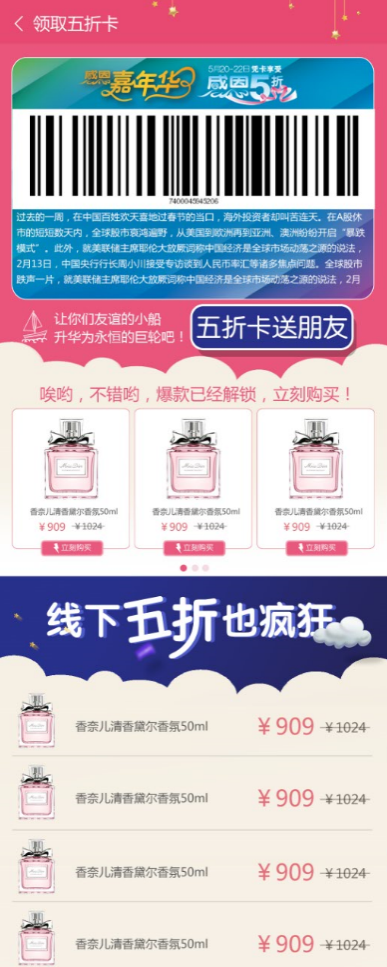 领取五折卡
感恩嘉年华
5月20-22日 凭卡享受
感恩5折
7400045945206
过去的一周，在中国百姓欢天喜地过春节的当口，海外投资者却叫苦连天。在A股休
市的短短数天内，全球股市哀鸿遍野，从美国到欧洲再到亚洲、澳洲纷纷开启“暴跌
模式”。此外，就美联储主席耶伦大放厥词称中国经济是全球市场动荡之源的说法，
2月13日，中国央行行长周小川接受专访谈到人民币率汇等诸多焦点问题。全球股市
跌声一片，就美联储主席耶伦大放厥词称中国经济是全球市场动荡之源的说法，2月
让你们友谊的小船
升华为永恒的巨轮吧！
五折卡送朋友
唉哟，不错哟，爆款已经解锁，立刻购买！
Miss Dior
Miss Dior
Miss Dior
香奈儿清香黛尔香氛50ml
香奈儿清香黛尔香氛50ml
香奈儿清香黛尔香氛50ml
￥909 ￥1024
￥909 ￥1024
￥909 ￥1024
立刻购买
立刻购买
立刻购买
线下五折也疯狂
香奈儿清香黛尔香氛50ml ￥909 ￥1024
香奈儿清香黛尔香氛50ml ￥909 ￥1024
香奈儿清香黛尔香氛50ml ￥909 ￥1024
香奈儿清香黛尔香氛50ml ￥909 ￥1024